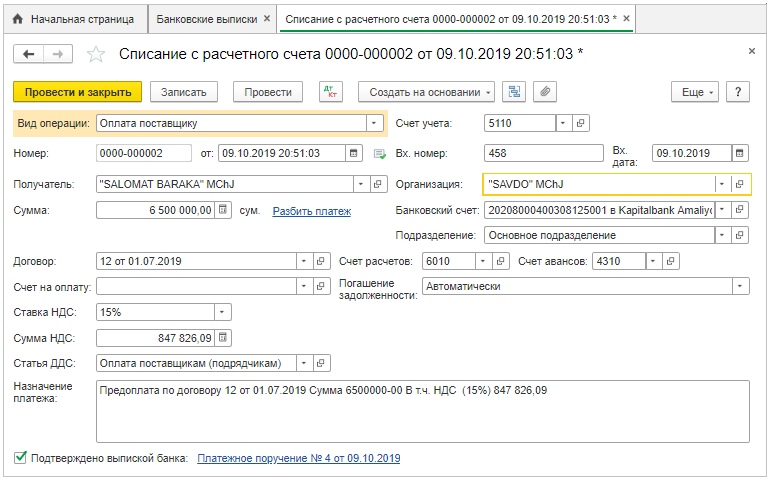 Начальная страница Банковские выписки × Списание с расчетного счета 0000-000002 от 09.10.2019 20:51:03 * ×
Списание с расчетного счета 0000-000002 от 09.10.2019 20:51:03 * ×
Провести и закрыть Записать Провести Дт Кт Создать на основании Еще ?
Вид операции: Оплата поставщику Счет учета: 5110
Номер: 0000-000002 от: 09.10.2019 20:51:03 Вх. номер: 458 Вх. дата: 09.10.2019
Получатель: "SALOMAT BARAKA" MChJ Организация: "SAVDO" MChJ
Сумма: 6 500 000,00 сум. Разбить платеж Банковский счет: 20208000400308125001 в Kapitalbank Amaliyo
Подразделение: Основное подразделение
Договор: 12 от 01.07.2019 Счет расчетов: 6010 Счет авансов: 4310
Счет на оплату: Погашение задолженности: Автоматически
Ставка НДС: 15%
Сумма НДС: 847 826,09
Статья ДДС: Оплата поставщикам (подрядчикам)
Назначение платежа: Предоплата по договору 12 от 01.07.2019 Сумма 6500000-00 В т.ч. НДС (15%) 847 826,09
Подтверждено выпиской банка: Платежное поручение № 4 от 09.10.2019